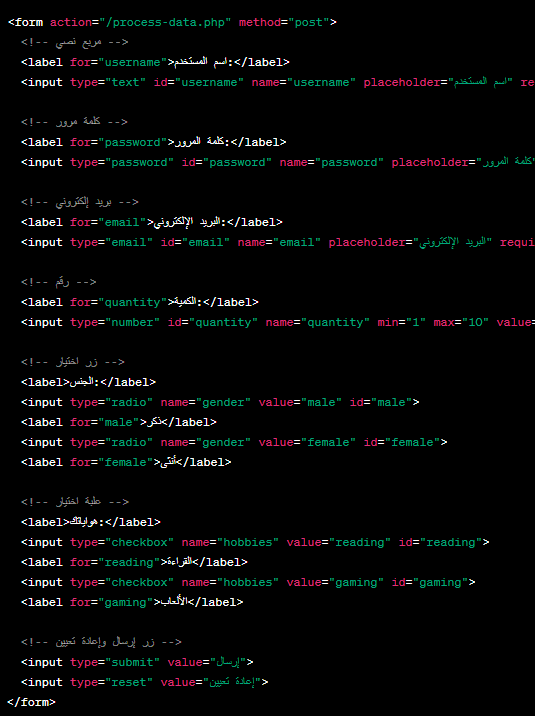 <form action="/process-data.php" method="post">
<!-- مربع نصي -->
<label for="username">اسم المستخدم:</label>
<input type="text" id="username" name="username" placeholder="اسم المستخدم" re
<!-- كلمة مرور -->
<label for="password">كلمة المرور:</label>
<input type="password" id="password" name="password" placeholder="كلمة المرور"
<!-- بريد إلكتروني -->
<label for="email">البريد الإلكتروني:</label>
<input type="email" id="email" name="email" placeholder="البريد الإلكتروني" requi
<!-- رقم -->
<label for="quantity">الكمية:</label>
<input type="number" id="quantity" name="quantity" min="1" max="10" value=
<!-- زر اختيار -->
<label>الجنس:</label>
<input type="radio" name="gender" value="male" id="male">
<label for="male">ذكر</label>
<input type="radio" name="gender" value="female" id="female">
<label for="female">أنثى</label>
<!-- علبة اختيار -->
<label>هواياتك:</label>
<input type="checkbox" name="hobbies" value="reading" id="reading">
<label for="reading">القراءة</label>
<input type="checkbox" name="hobbies" value="gaming" id="gaming">
<label for="gaming">الألعاب</label>
<!-- زر إرسال وإعادة تعيين -->
<input type="submit" value="إرسال">
<input type="reset" value="إعادة تعيين">
</form>